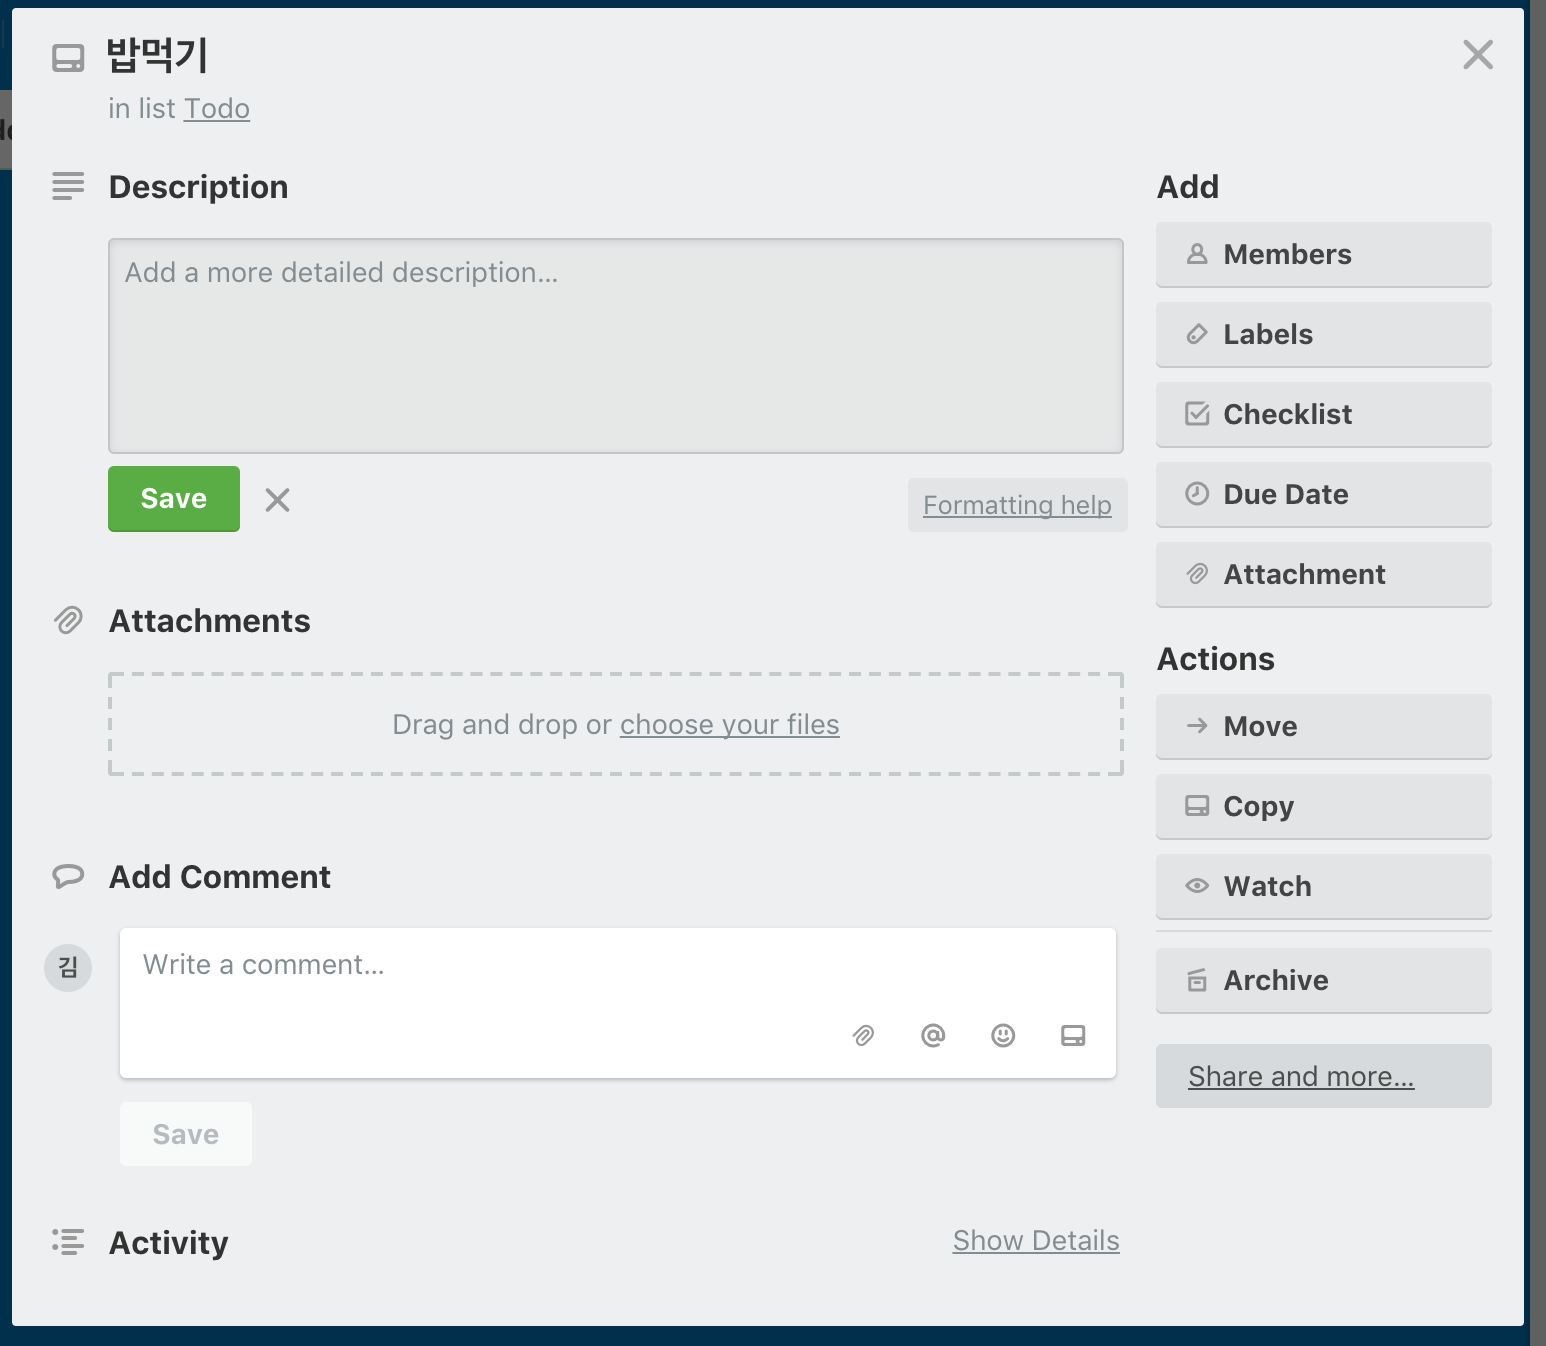 밥먹기
in list Todo
Description
Add a more detailed description...
Save
Formatting help
Attachments
Drag and drop or choose your files
Add Comment
김
Write a comment...
Save
Activity
Show Details
Add
Members
Labels
Checklist
Due Date
Attachment
Actions
Move
Copy
Watch
Archive
Share and more...